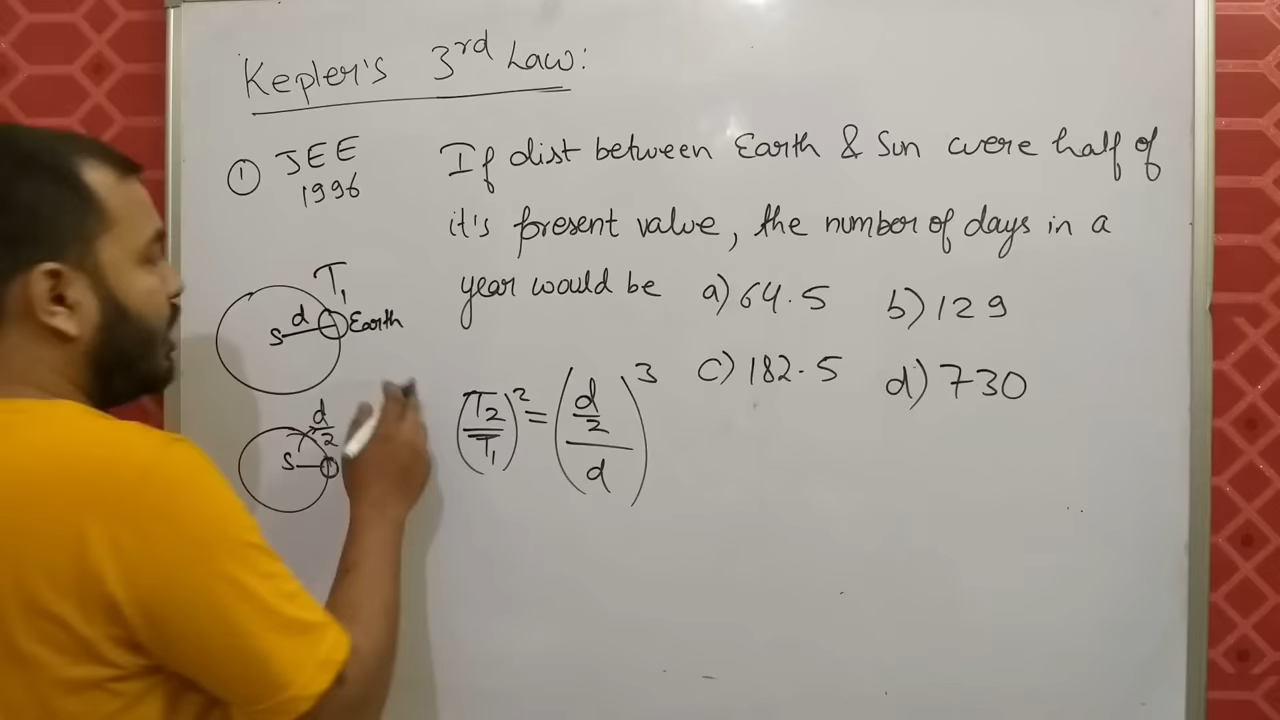 Kepler's 3rd Law:
① JEE
1996
If dist between Earth & Sun were half of
it's present value, the number of days in a
year would be a) 64.5 b) 129
c) 182.5 d) 730
T₁
S d Earth
d/2
S
(T₂/T₁)² = ((d/2)/d)³